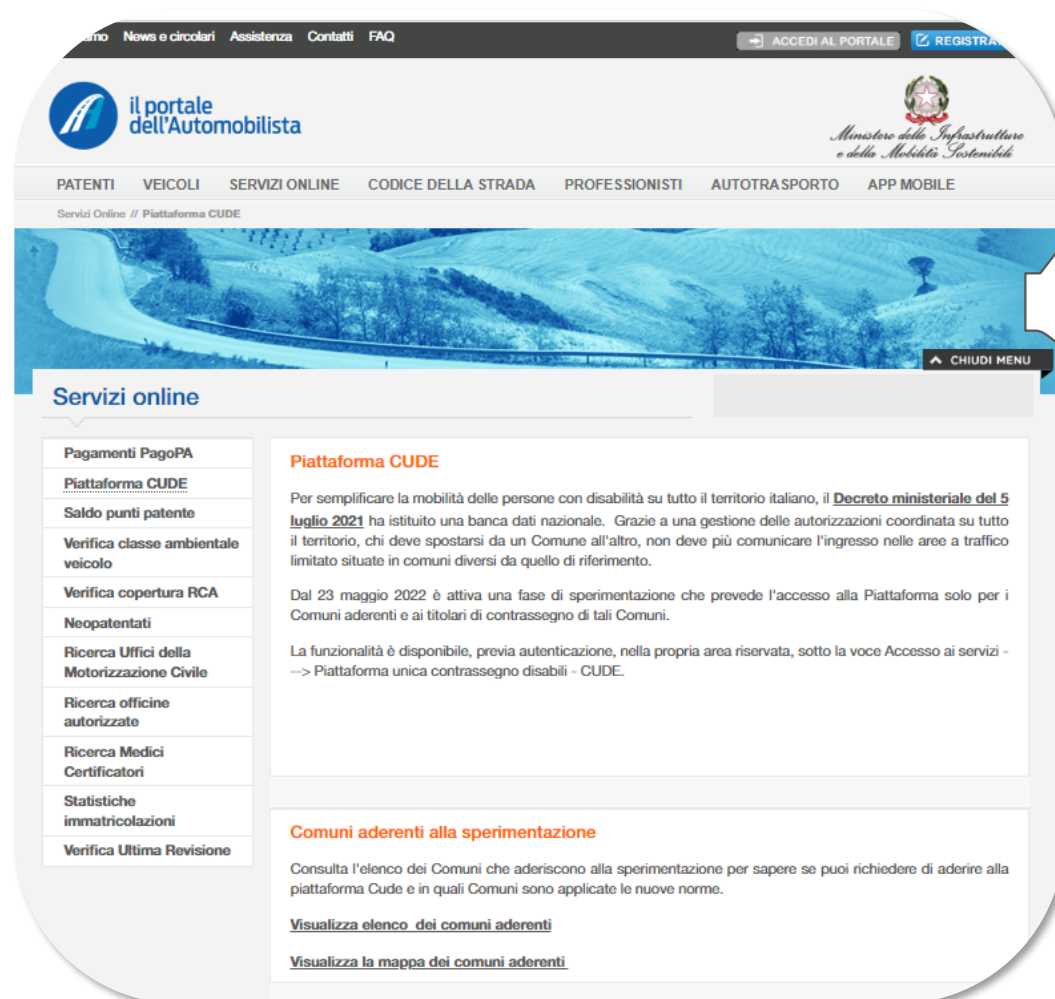 News e circolari Assistenza Contatti FAQ
ACCEDI AL PORTALE
il portale
dell'Automobilista
Ministero delle Infrastrutture
e della Mobilità Sostenibili
PATENTI VEICOLI SERVIZI ONLINE CODICE DELLA STRADA PROFESSIONISTI AUTOTRASPORTO APP MOBILE
Servizi Online // Piattaforma CUDE
CHIUDI MENU
Servizi online
Pagamenti PagoPA
Piattaforma CUDE
Saldo punti patente
Verifica classe ambientale
veicolo
Verifica copertura RCA
Neopatentati
Ricerca Uffici della
Motorizzazione Civile
Ricerca officine
autorizzate
Ricerca Medici
Certificatori
Statistiche
immatricolazioni
Verifica Ultima Revisione
Piattaforma CUDE
Per semplificare la mobilità delle persone con disabilità su tutto il territorio italiano, il Decreto ministeriale del 5
luglio 2021 ha istituito una banca dati nazionale. Grazie a una gestione delle autorizzazioni coordinata su tutto
il territorio, chi deve spostarsi da un Comune all'altro, non deve più comunicare l'ingresso nelle aree a traffico
limitato situate in comuni diversi da quello di riferimento.
Dal 23 maggio 2022 è attiva una fase di sperimentazione che prevede l'accesso alla Piattaforma solo per i
Comuni aderenti e ai titolari di contrassegno di tali Comuni.
La funzionalità è disponibile, previa autenticazione, nella propria area riservata, sotto la voce Accesso ai servizi -
--> Piattaforma unica contrassegno disabili - CUDE.
Comuni aderenti alla sperimentazione
Consulta l'elenco dei Comuni che aderiscono alla sperimentazione per sapere se puoi richiedere di aderire alla
piattaforma Cude e in quali Comuni sono applicate le nuove norme.
Visualizza elenco dei comuni aderenti
Visualizza la mappa dei comuni aderenti